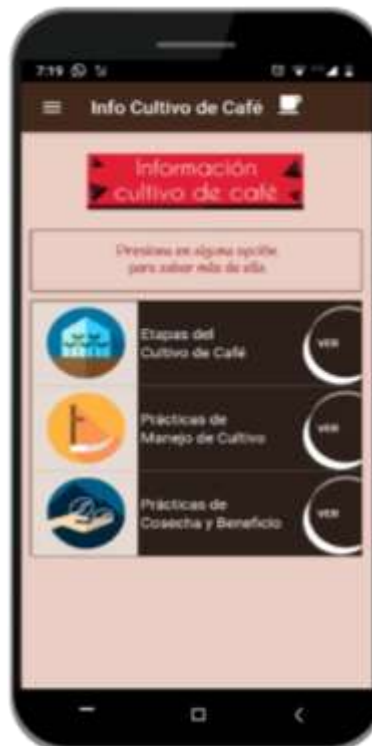 7:19
Info Cultivo de Café
Información
cultivo de café
Presiona en alguna opción
para saber más de ella.
Etapas del
Cultivo de Café
VER
Prácticas de
Manejo de Cultivo
VER
Prácticas de
Cosecha y Beneficio
VER